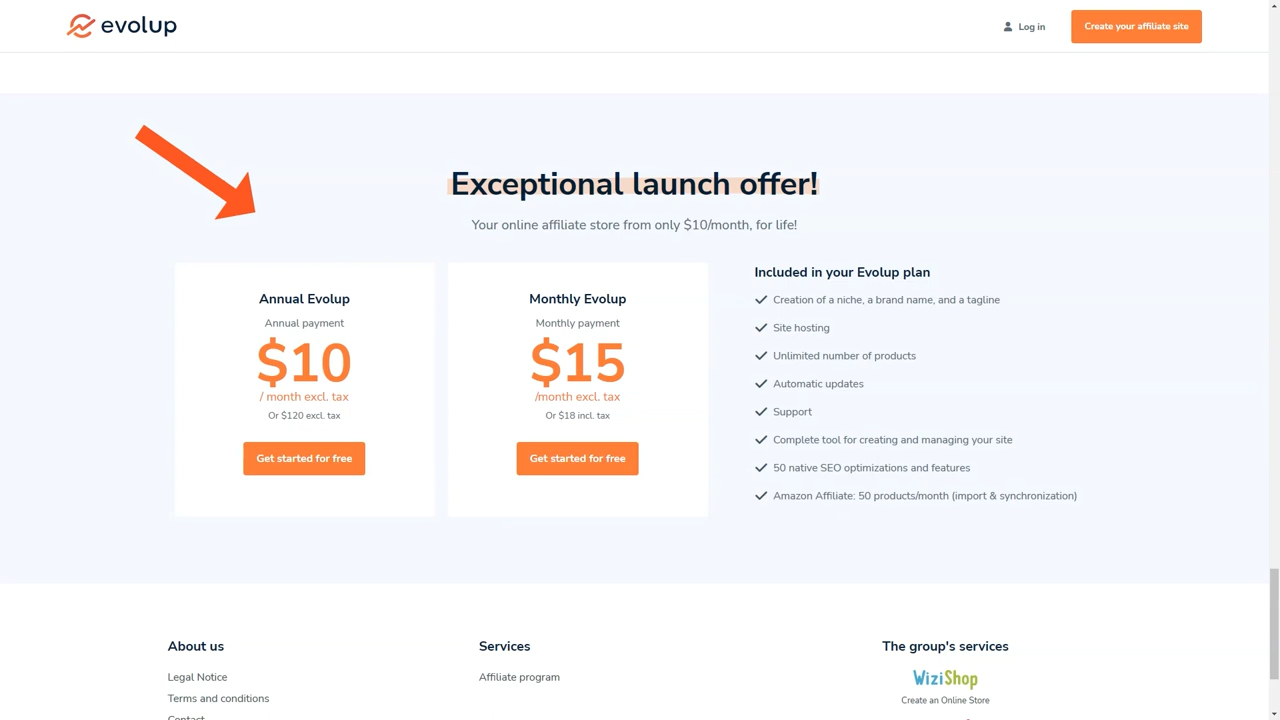 evolup
Log in
Create your affiliate site
Exceptional launch offer!
Your online affiliate store from only $10/month, for life!
Annual Evolup
Annual payment
$10
/ month excl. tax
Or $120 excl. tax
Get started for free
Monthly Evolup
Monthly payment
$15
/month excl. tax
Or $18 incl. tax
Get started for free
Included in your Evolup plan
Creation of a niche, a brand name, and a tagline
Site hosting
Unlimited number of products
Automatic updates
Support
Complete tool for creating and managing your site
50 native SEO optimizations and features
Amazon Affiliate: 50 products/month (import & synchronization)
About us
Legal Notice
Terms and conditions
Contact
Services
Affiliate program
The group's services
WiziShop
Create an Online Store